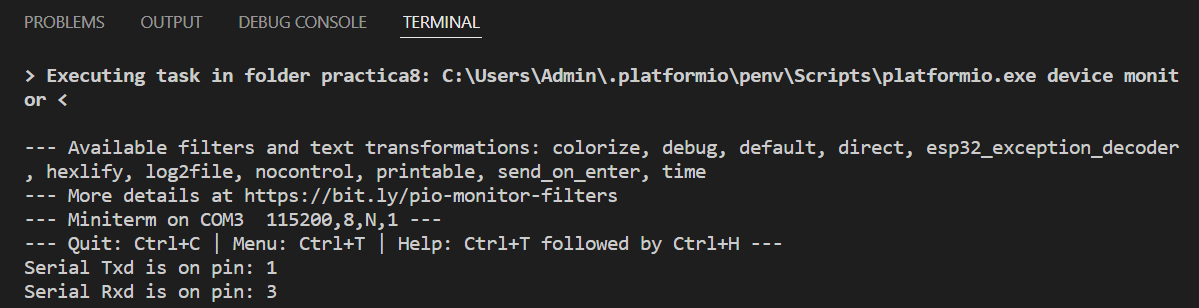 PROBLEMS OUTPUT DEBUG CONSOLE TERMINAL
> Executing task in folder practica8: C:\Users\Admin\.platformio\penv\Scripts\platformio.exe device monit
or <
--- Available filters and text transformations: colorize, debug, default, direct, esp32_exception_decoder
, hexlify, log2file, nocontrol, printable, send_on_enter, time
--- More details at https://bit.ly/pio-monitor-filters
--- Miniterm on COM3  115200,8,N,1 ---
--- Quit: Ctrl+C | Menu: Ctrl+T | Help: Ctrl+T followed by Ctrl+H ---
Serial Txd is on pin: 1
Serial Rxd is on pin: 3